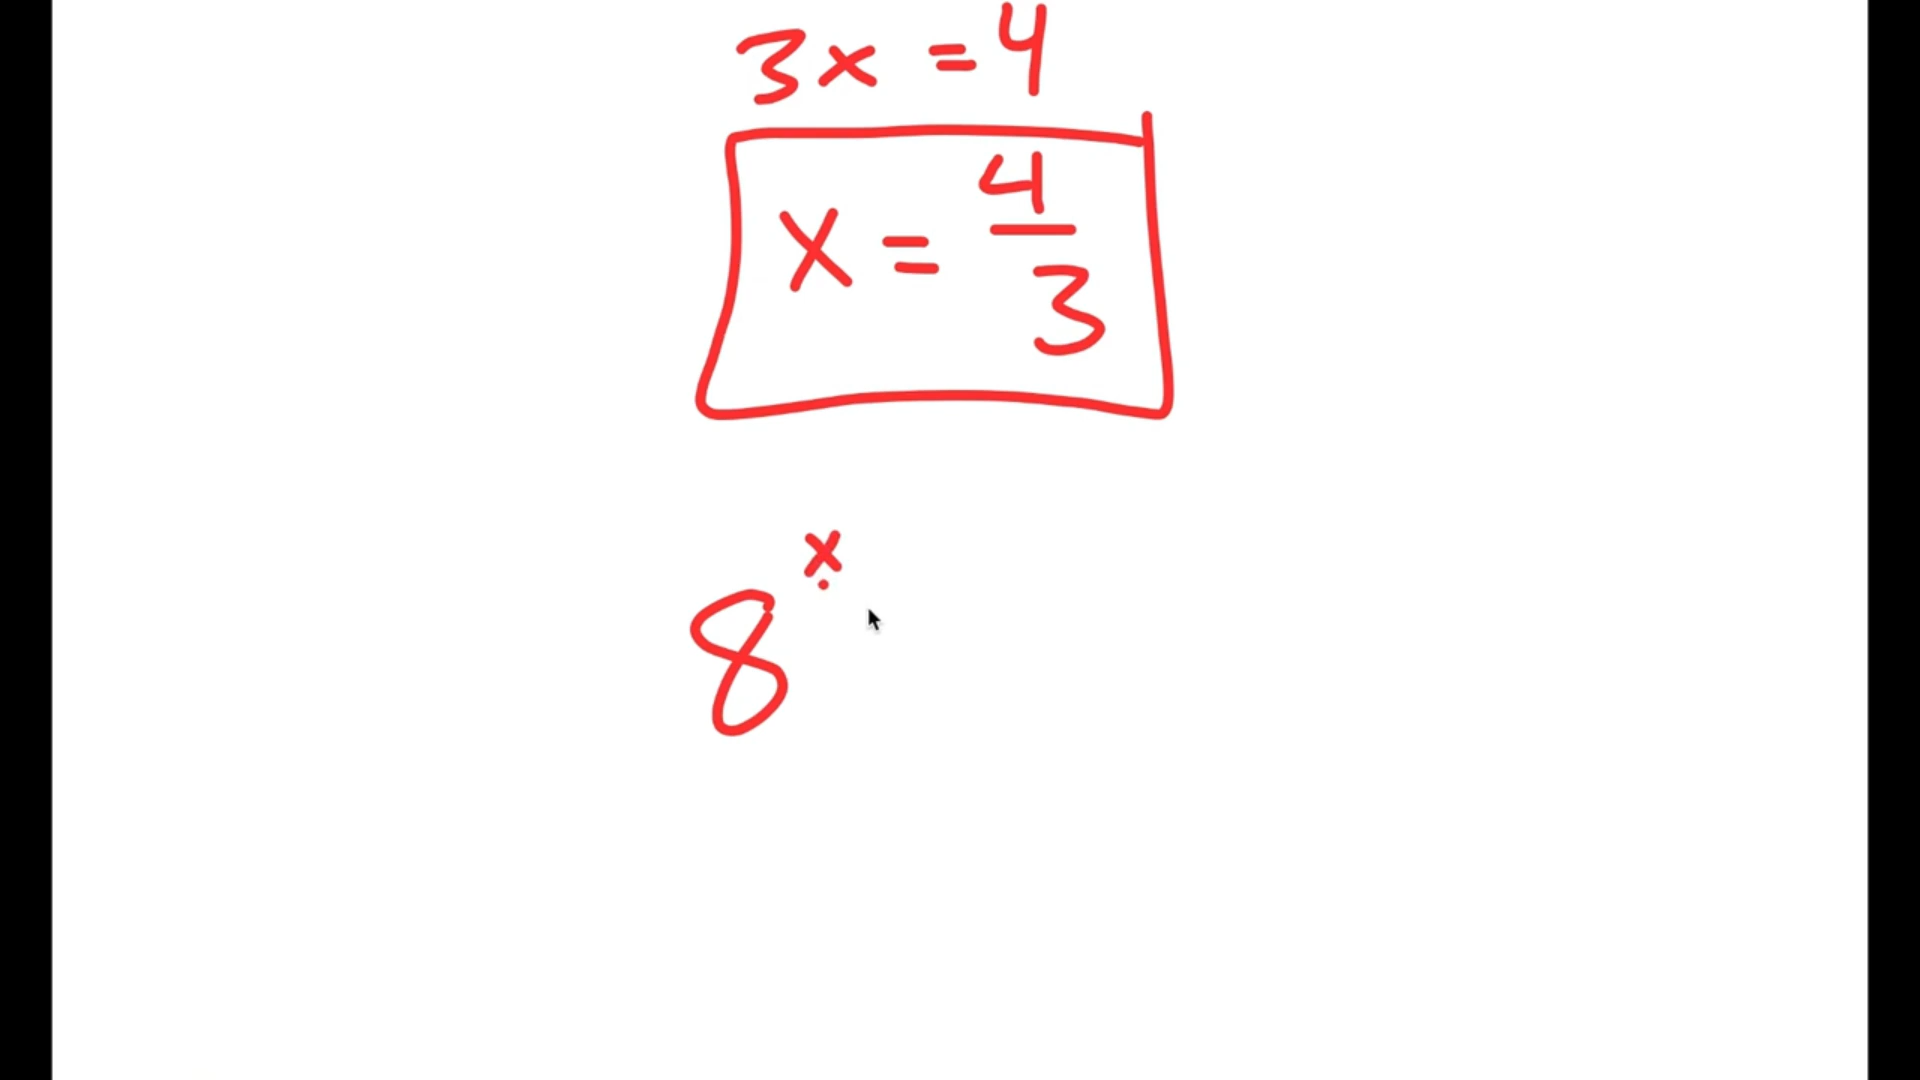 3x = 4
x = 4/3
8^x